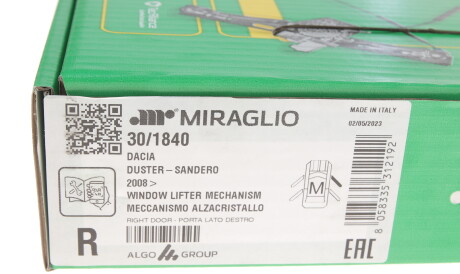 MIRAGLIO
MADE IN ITALY
02/05/2023
30/1840
DACIA
DUSTER-SANDERO
2008 >
WINDOW LIFTER MECHANISM
MECCANISMO ALZACRISTALLO
RIGHT DOOR - PORTA LATO DESTRO
M
8 058335 312192
R
ALGO GROUP
EAC